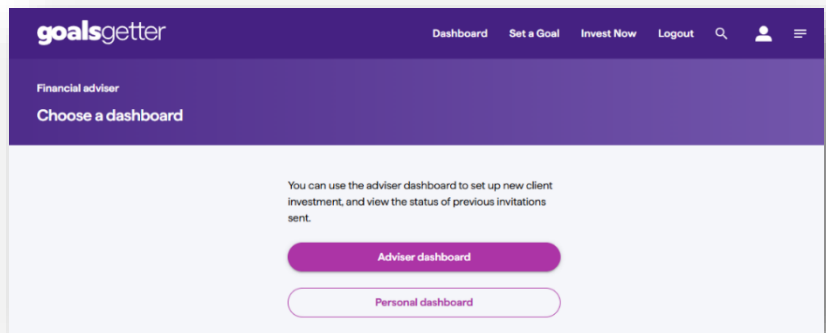 goalsgetter
Dashboard Set a Goal Invest Now Logout
Financial adviser
Choose a dashboard
You can use the adviser dashboard to set up new client
investment, and view the status of previous invitations
sent.
Adviser dashboard
Personal dashboard